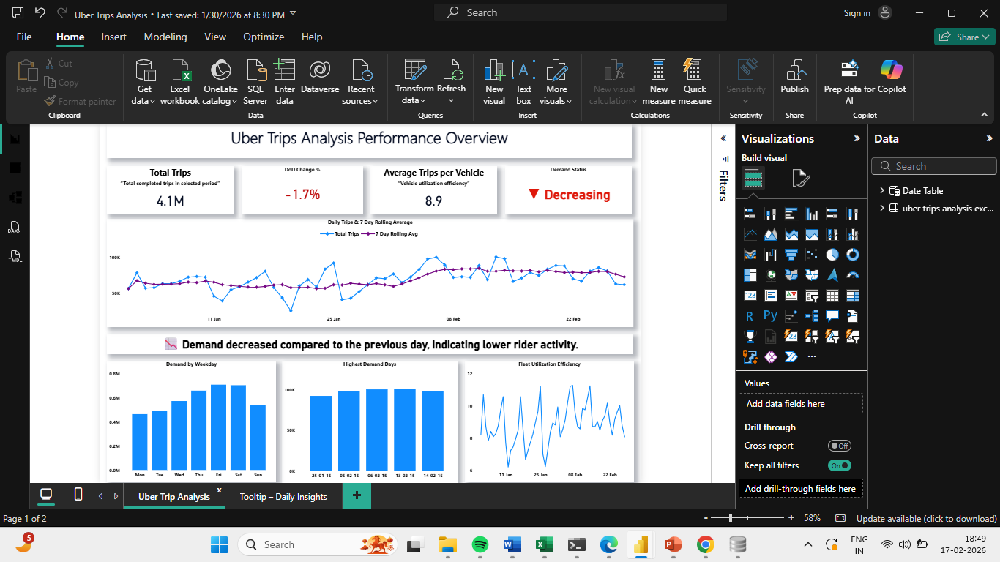 Uber Trips Analysis • Last saved: 1/30/2026 at 8:30 PM
Search
Sign in
File
Home
Insert
Modeling
View
Optimize
Help
Share
Paste
Cut
Copy
Format painter
Clipboard
Get data
Excel workbook
OneLake catalog
SQL Server
Enter data
Dataverse
Recent sources
Data
Transform data
Refresh
Queries
New visual
Text box
More visuals
Insert
New visual calculation
New measure
Quick measure
Calculations
Sensitivity
Sensitivity
Publish
Share
Prep data for AI
Copilot
Copilot
DAX
TMDL
Uber Trips Analysis Performance Overview
Total Trips
"Total completed trips in selected period"
4.1M
DoD Change %
-1.7%
Average Trips per Vehicle
"Vehicle utilization efficiency"
8.9
Demand Status
▼ Decreasing
Daily Trips & 7 Day Rolling Average
Total Trips
7 Day Rolling Avg
100K
50K
11 Jan
25 Jan
08 Feb
22 Feb
Demand decreased compared to the previous day, indicating lower rider activity.
Demand by Weekday
0.8M
0.6M
0.4M
0.2M
0.0M
Mon
Tue
Wed
Thu
Fri
Sat
Sun
Highest Demand Days
100K
50K
0K
25-01-15
05-02-15
06-02-15
13-02-15
14-02-15
Fleet Utilization Efficiency
12
10
8
6
11 Jan
25 Jan
08 Feb
22 Feb
Filters
Visualizations
Build visual
123
R
Py
123
Values
Add data fields here
Drill through
Cross-report
Off
Keep all filters
On
Add drill-through fields here
Data
Search
Date Table
uber trips analysis exc...
Uber Trip Analysis
x
Tooltip – Daily Insights
+
Page 1 of 2
- + 58%
Update available (click to download)
5
Search
ENG
IN
18:49
17-02-2026